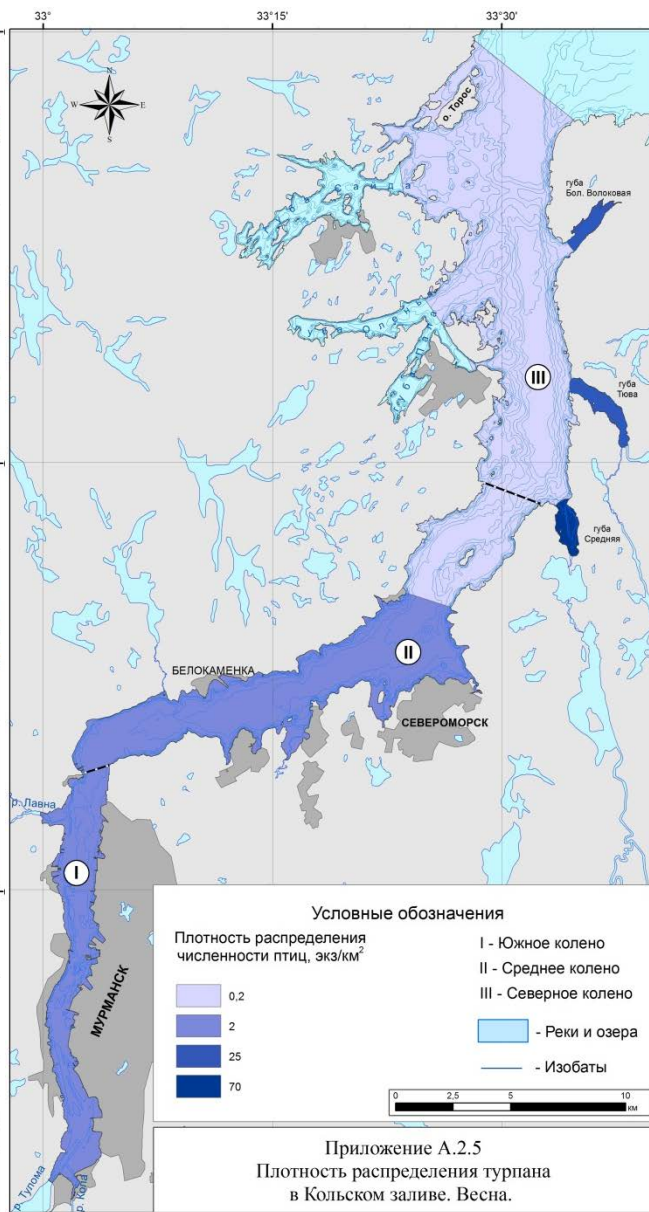 33°
33°15'
33°30'
N
W
E
S
о. Торос
губа
Бол. Волоковая
губа
Тюва
III
губа
Средняя
II
БЕЛОКАМЕНКА
СЕВЕРОМОРСК
р. Лавна
I
МУРМАНСК
р. Тулома
р. Кола
Условные обозначения
Плотность распределения
численности птиц, экз/км²
0,2
2
25
70
I - Южное колено
II - Среднее колено
III - Северное колено
- Реки и озера
- Изобаты
0 2,5 5 10
км
Приложение А.2.5
Плотность распределения турпана
в Кольском заливе. Весна.